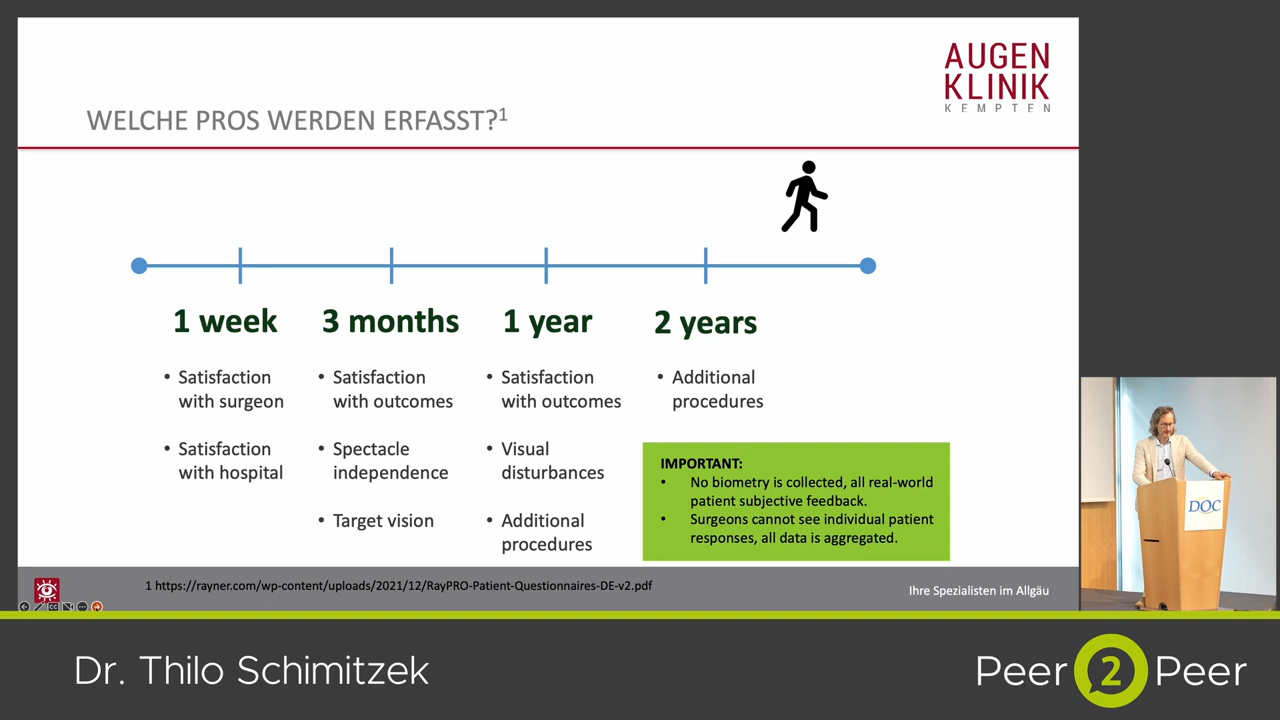 AUGEN
KLINIK
KEMPTEN
WELCHE PROS WERDEN ERFASST?¹
1 week
3 months
1 year
2 years
• Satisfaction
with surgeon
• Satisfaction
with hospital
• Satisfaction
with outcomes
• Spectacle
independence
• Target vision
• Satisfaction
with outcomes
• Visual
disturbances
• Additional
procedures
• Additional
procedures
IMPORTANT:
• No biometry is collected, all real-world
patient subjective feedback.
• Surgeons cannot see individual patient
responses, all data is aggregated.
DOC
1 https://rayner.com/wp-content/uploads/2021/12/RayPRO-Patient-Questionnaires-DE-v2.pdf
Ihre Spezialisten im Allgäu
Dr. Thilo Schimitzek
Peer 2 Peer